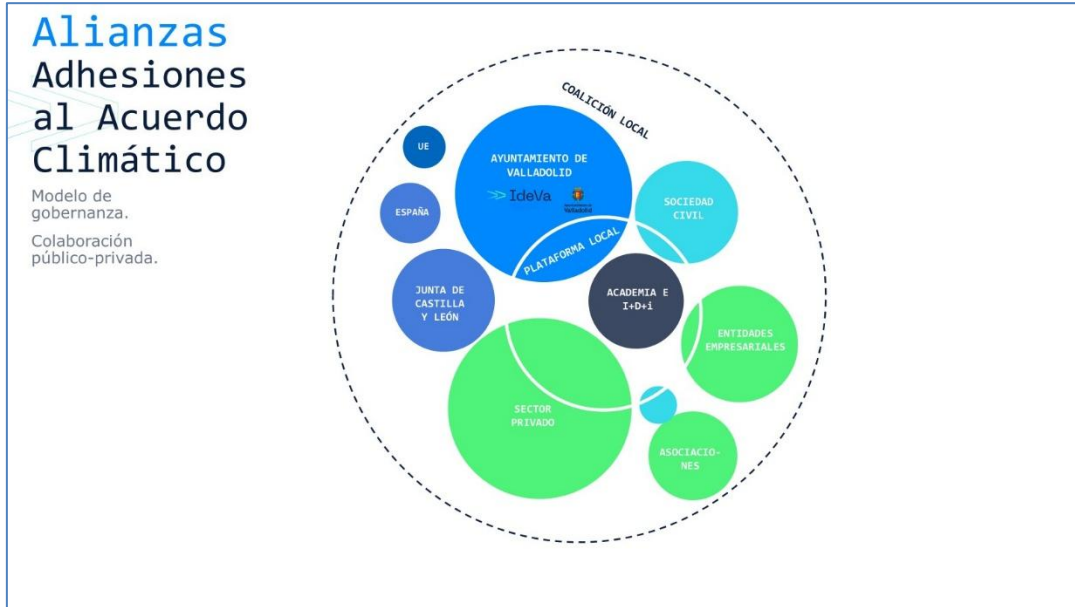 Alianzas
Adhesiones
al Acuerdo
Climático
Modelo de
gobernanza.
Colaboración
público-privada.
COALICIÓN LOCAL
UE
AYUNTAMIENTO DE
VALLADOLID
IdeVa
Valladolid
ESPAÑA
SOCIEDAD
CIVIL
PLATAFORMA LOCAL
JUNTA DE
CASTILLA
Y LEÓN
ACADEMIA E
I+D+i
ENTIDADES
EMPRESARIALES
SECTOR
PRIVADO
ASOCIACIO-
NES